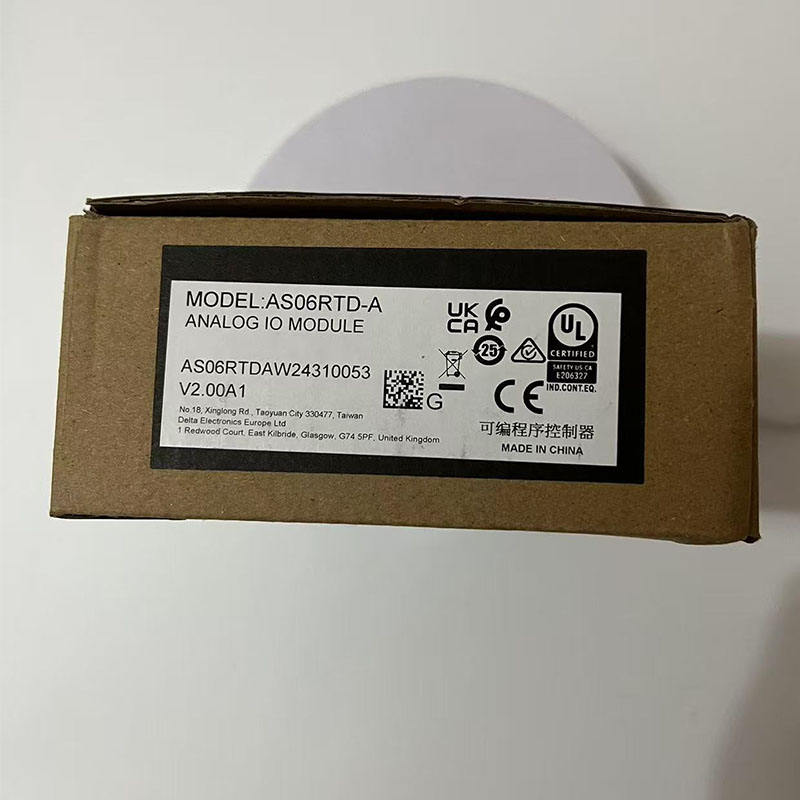 MODEL:AS06RTD-A
ANALOG IO MODULE
AS06RTDAW24310053
V2.00A1
G
No.18, Xinglong Rd., Taoyuan City 330477, Taiwan
Delta Electronics Europe Ltd
1 Redwood Court, East Kilbride, Glasgow, G74 5PF, United Kingdom
UK
CA
25
UL
CERTIFIED
SAFETY US CA
E206327
IND.CONT.EQ.
CE
可编程序控制器
MADE IN CHINA